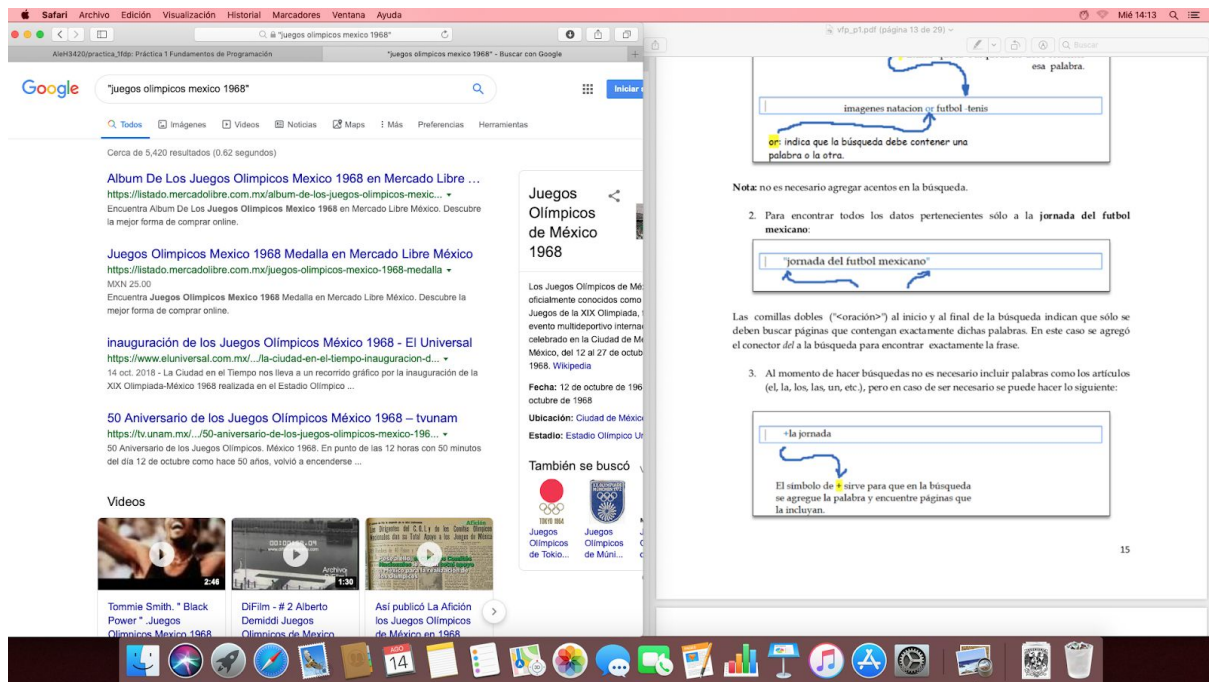 Safari Archivo Edición Visualización Historial Marcadores Ventana Ayuda
Mié 14:13
"juegos olimpicos mexico 1968"
AleH3420/practica_1fdp: Práctica 1 Fundamentos de Programación
"juegos olimpicos mexico 1968" - Buscar con Google
Google
"juegos olimpicos mexico 1968"
Iniciar
Todos Imágenes Videos Noticias Maps Más Preferencias Herramientas
Cerca de 5,420 resultados (0.62 segundos)
Album De Los Juegos Olimpicos Mexico 1968 en Mercado Libre ...
https://listado.mercadolibre.com.mx/album-de-los-juegos-olimpicos-mexic...
Encuentra Album De Los Juegos Olimpicos Mexico 1968 en Mercado Libre México. Descubre
la mejor forma de comprar online.
Juegos Olimpicos Mexico 1968 Medalla en Mercado Libre México
https://listado.mercadolibre.com.mx/juegos-olimpicos-mexico-1968-medalla
MXN 25.00
Encuentra Juegos Olimpicos Mexico 1968 Medalla en Mercado Libre México. Descubre la
mejor forma de comprar online.
inauguración de los Juegos Olímpicos México 1968 - El Universal
https://www.eluniversal.com.mx/.../la-ciudad-en-el-tiempo-inauguracion-d...
14 oct. 2018 - La Ciudad en el Tiempo nos lleva a un recorrido gráfico por la inauguración de la
XIX Olimpiada-México 1968 realizada en el Estadio Olímpico ...
50 Aniversario de los Juegos Olímpicos México 1968 – tvunam
https://tv.unam.mx/.../50-aniversario-de-los-juegos-olimpicos-mexico-196...
50 Aniversario de los Juegos Olímpicos. México 1968. En punto de las 12 horas con 50 minutos
del día 12 de octubre como hace 50 años, volvió a encenderse ...
Videos
2:46
Archivo
1:30
Afición
Tommie Smith. " Black
Power " .Juegos
Olimpicos Mexico 1968
DiFilm - # 2 Alberto
Demiddi Juegos
Olimpicos de Mexico
Así publicó La Afición
los Juegos Olímpicos
de México en 1968
Juegos
Olímpicos
de México
1968
Los Juegos Olímpicos de Mé
oficialmente conocidos como
Juegos de la XIX Olimpiada,
evento multideportivo interna
celebrado en la Ciudad de M
México, del 12 al 27 de octub
1968. Wikipedia
Fecha: 12 de octubre de 196
octubre de 1968
Ubicación: Ciudad de Méxic
Estadio: Estadio Olímpico Un
También se buscó
TOKYO 1964
Juegos
Olímpicos
de Tokio...
Juegos
Olímpicos
de Múni...
vfp_p1.pdf (página 13 de 29)
Buscar
esa palabra.
imagenes natacion or futbol -tenis
or: indica que la búsqueda debe contener una
palabra o la otra.
Nota: no es necesario agregar acentos en la búsqueda.
2. Para encontrar todos los datos pertenecientes sólo a la jornada del futbol
mexicano:
"jornada del futbol mexicano"
Las comillas dobles ("<oración>") al inicio y al final de la búsqueda indican que sólo se
deben buscar páginas que contengan exactamente dichas palabras. En este caso se agregó
el conector del a la búsqueda para encontrar exactamente la frase.
3. Al momento de hacer búsquedas no es necesario incluir palabras como los artículos
(el, la, los, las, un, etc.), pero en caso de ser necesario se puede hacer lo siguiente:
+la jornada
El símbolo de + sirve para que en la búsqueda
se agregue la palabra y encuentre páginas que
la incluyan.
15
AGO
14